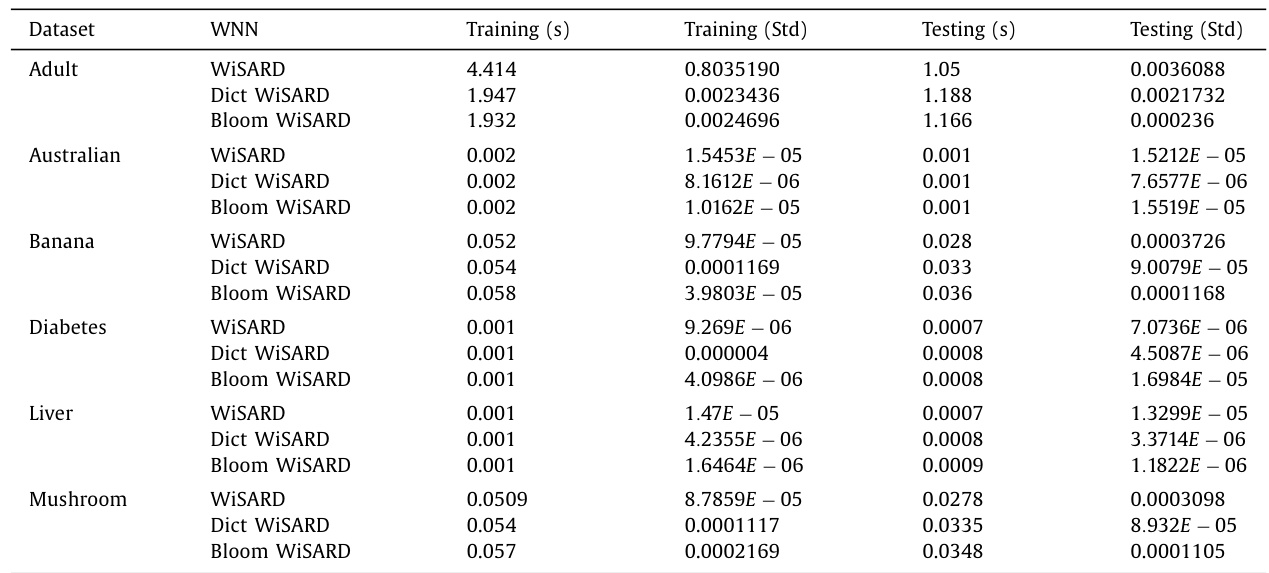 Dataset WNN Training (s) Training (Std) Testing (s) Testing (Std)
Adult WiSARD 4.414 0.8035190 1.05 0.0036088
Dict WiSARD 1.947 0.0023436 1.188 0.0021732
Bloom WiSARD 1.932 0.0024696 1.166 0.000236
Australian WiSARD 0.002 1.5453E − 05 0.001 1.5212E − 05
Dict WiSARD 0.002 8.1612E − 06 0.001 7.6577E − 06
Bloom WiSARD 0.002 1.0162E − 05 0.001 1.5519E − 05
Banana WiSARD 0.052 9.7794E − 05 0.028 0.0003726
Dict WiSARD 0.054 0.0001169 0.033 9.0079E − 05
Bloom WiSARD 0.058 3.9803E − 05 0.036 0.0001168
Diabetes WiSARD 0.001 9.269E − 06 0.0007 7.0736E − 06
Dict WiSARD 0.001 0.000004 0.0008 4.5087E − 06
Bloom WiSARD 0.001 4.0986E − 06 0.0008 1.6984E − 05
Liver WiSARD 0.001 1.47E − 05 0.0007 1.3299E − 05
Dict WiSARD 0.001 4.2355E − 06 0.0008 3.3714E − 06
Bloom WiSARD 0.001 1.6464E − 06 0.0009 1.1822E − 06
Mushroom WiSARD 0.0509 8.7859E − 05 0.0278 0.0003098
Dict WiSARD 0.054 0.0001117 0.0335 8.932E − 05
Bloom WiSARD 0.057 0.0002169 0.0348 0.0001105